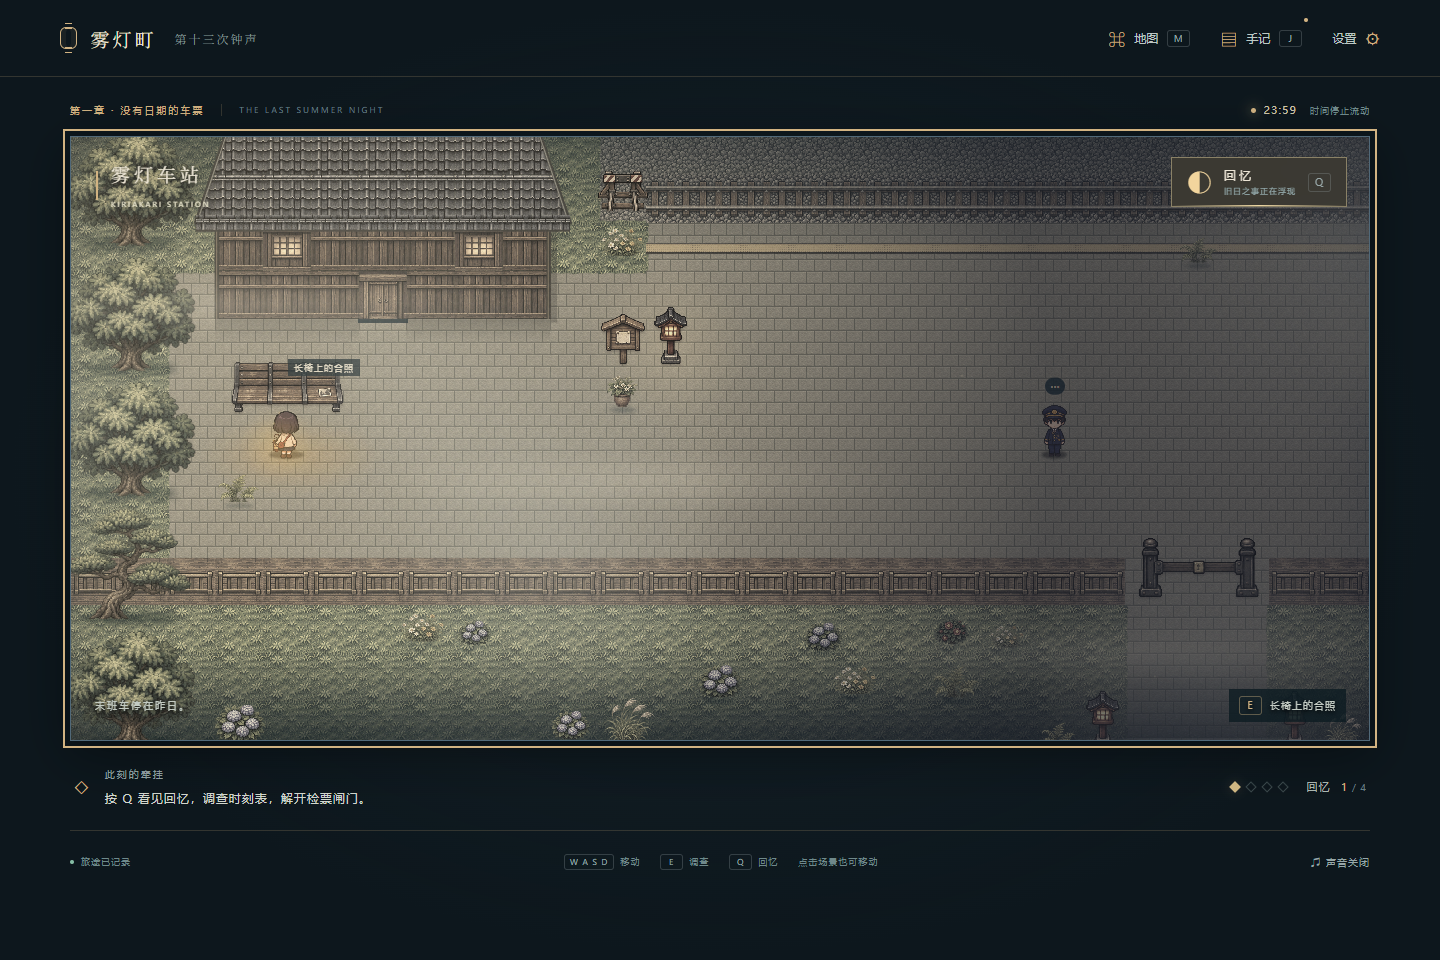 雾灯町 第十三次钟声
地图 M 手记 J 设置
第一章 · 没有日期的车票 THE LAST SUMMER NIGHT
23:59 时间停止流动
雾灯车站
KIRIAKARI STATION
回忆
旧日之事正在浮现
Q
长椅上的合照
...
末班车停在昨日。
E 长椅上的合照
此刻的牵挂
按 Q 看见回忆，调查时刻表，解开检票闸门。
回忆 1 / 4
旅途已记录
WASD 移动 E 调查 Q 回忆 点击场景也可移动
声音关闭